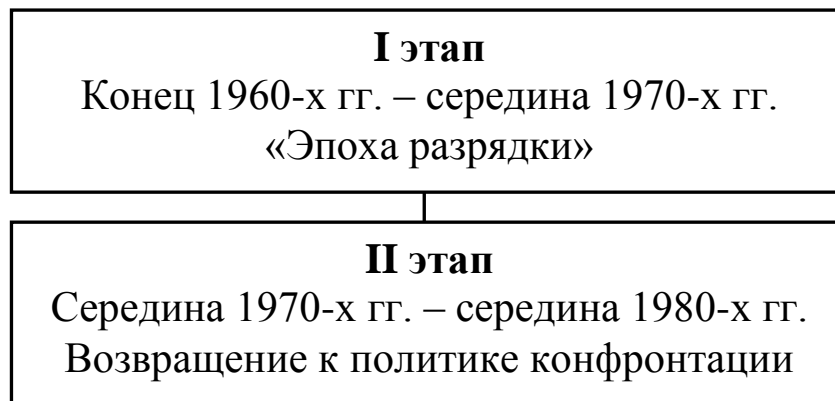 I этап
Конец 1960-х гг. – середина 1970-х гг.
«Эпоха разрядки»
II этап
Середина 1970-х гг. – середина 1980-х гг.
Возвращение к политике конфронтации